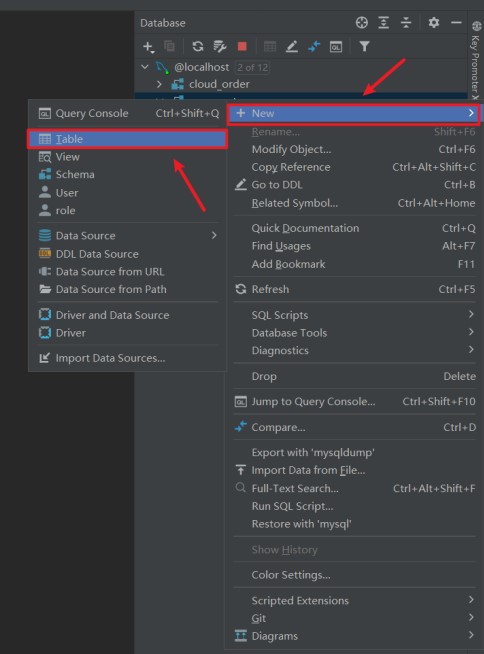 Database
@localhost 2 of 12
cloud_order
Key Promoter X
Query Console Ctrl+Shift+Q
Table
View
Schema
User
role
Data Source
DDL Data Source
Data Source from URL
Data Source from Path
Driver and Data Source
Driver
Import Data Sources...
New
Rename... Shift+F6
Modify Object... Ctrl+F6
Copy Reference Ctrl+Alt+Shift+C
Go to DDL Ctrl+B
Related Symbol... Ctrl+Alt+Home
Quick Documentation Ctrl+Q
Find Usages Alt+F7
Add Bookmark F11
Refresh Ctrl+F5
SQL Scripts
Database Tools
Diagnostics
Drop Delete
Jump to Query Console... Ctrl+Shift+F10
Compare... Ctrl+D
Export with 'mysqldump'
Import Data from File...
Full-Text Search... Ctrl+Alt+Shift+F
Run SQL Script...
Restore with 'mysql'
Show History
Color Settings...
Scripted Extensions
Git
Diagrams